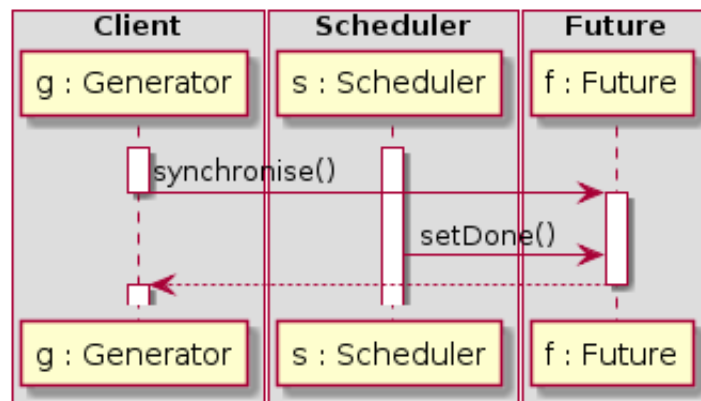 Client Scheduler Future
g : Generator s : Scheduler f : Future
synchronise()
setDone()
g : Generator s : Scheduler f : Future